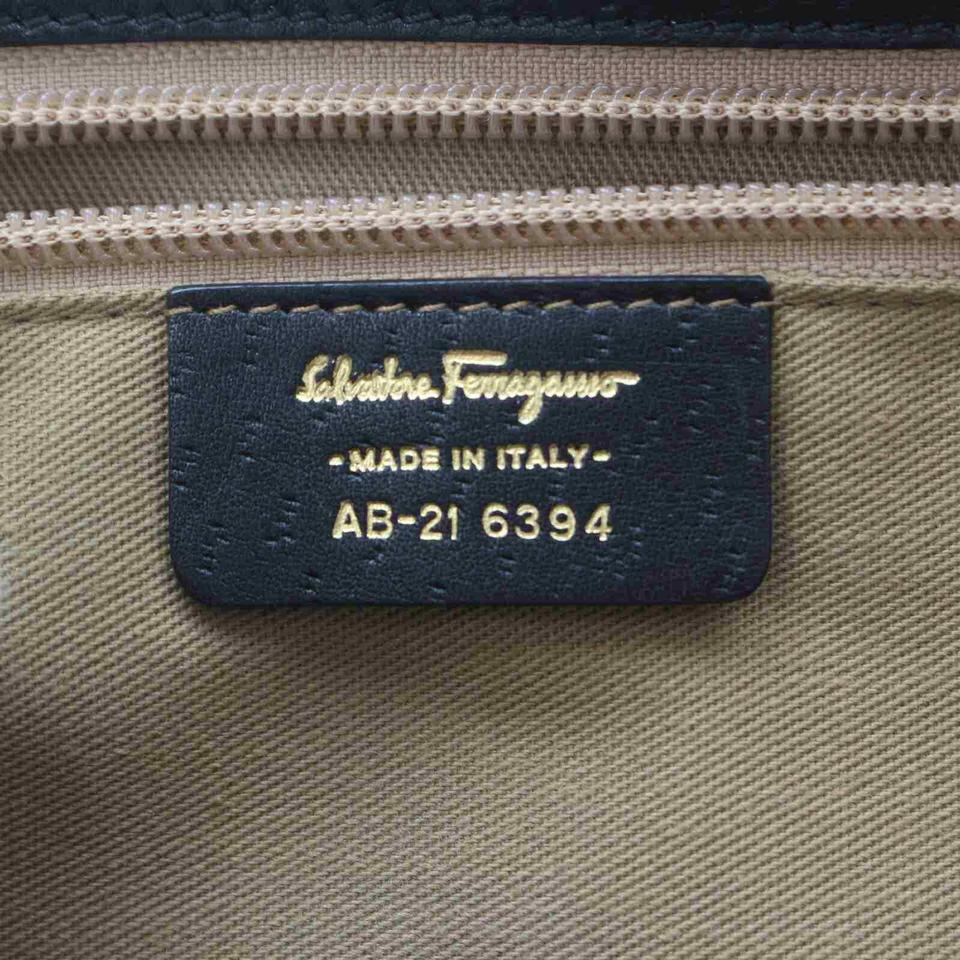 Salvatore Ferragamo
-MADE IN ITALY-
AB-21 6394